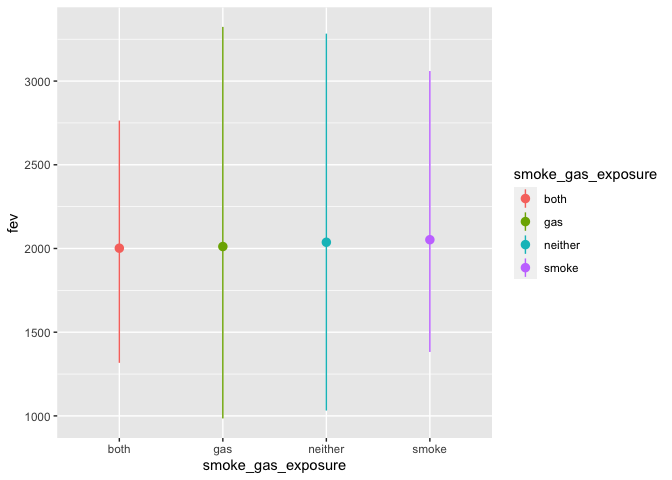 fev
3000
2500
2000
1500
1000
both gas neither smoke
smoke_gas_exposure
smoke_gas_exposure
both
gas
neither
smoke